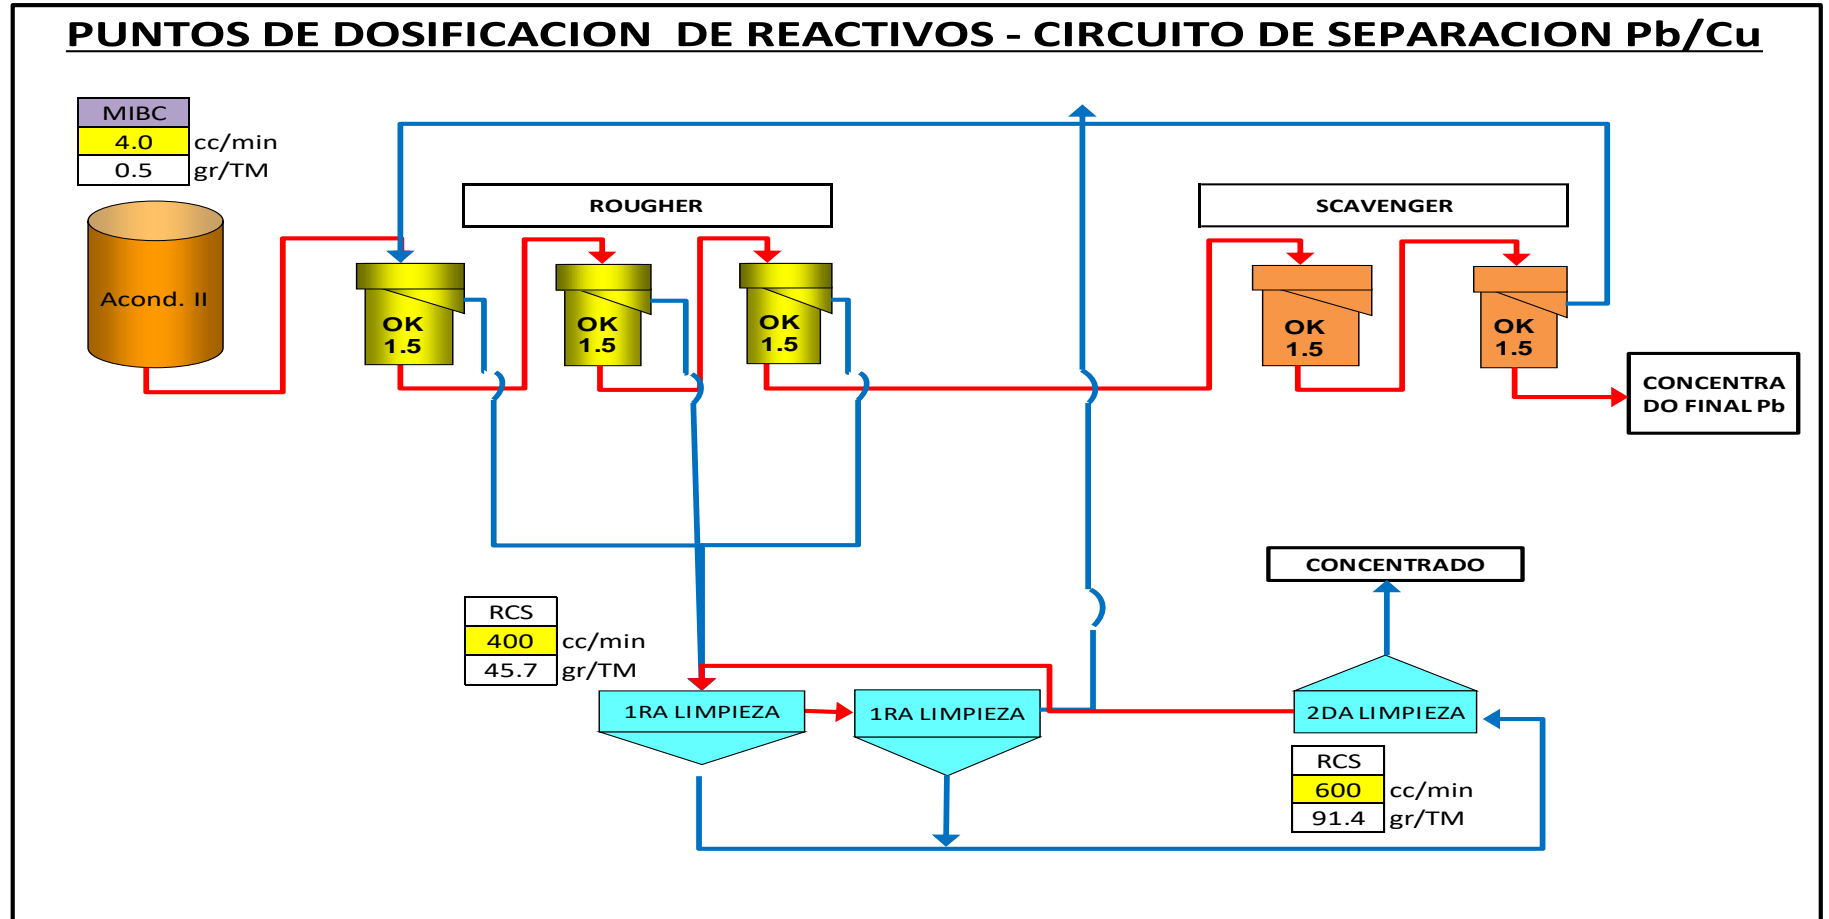 PUNTOS DE DOSIFICACION DE REACTIVOS - CIRCUITO DE SEPARACION Pb/Cu
MIBC
4.0 cc/min
0.5 gr/TM
ROUGHER
SCAVENGER
Acond. II
OK
1.5
OK
1.5
OK
1.5
OK
1.5
OK
1.5
CONCENTRA
DO FINAL Pb
CONCENTRADO
RCS
400 cc/min
45.7 gr/TM
1RA LIMPIEZA
1RA LIMPIEZA
2DA LIMPIEZA
RCS
600 cc/min
91.4 gr/TM